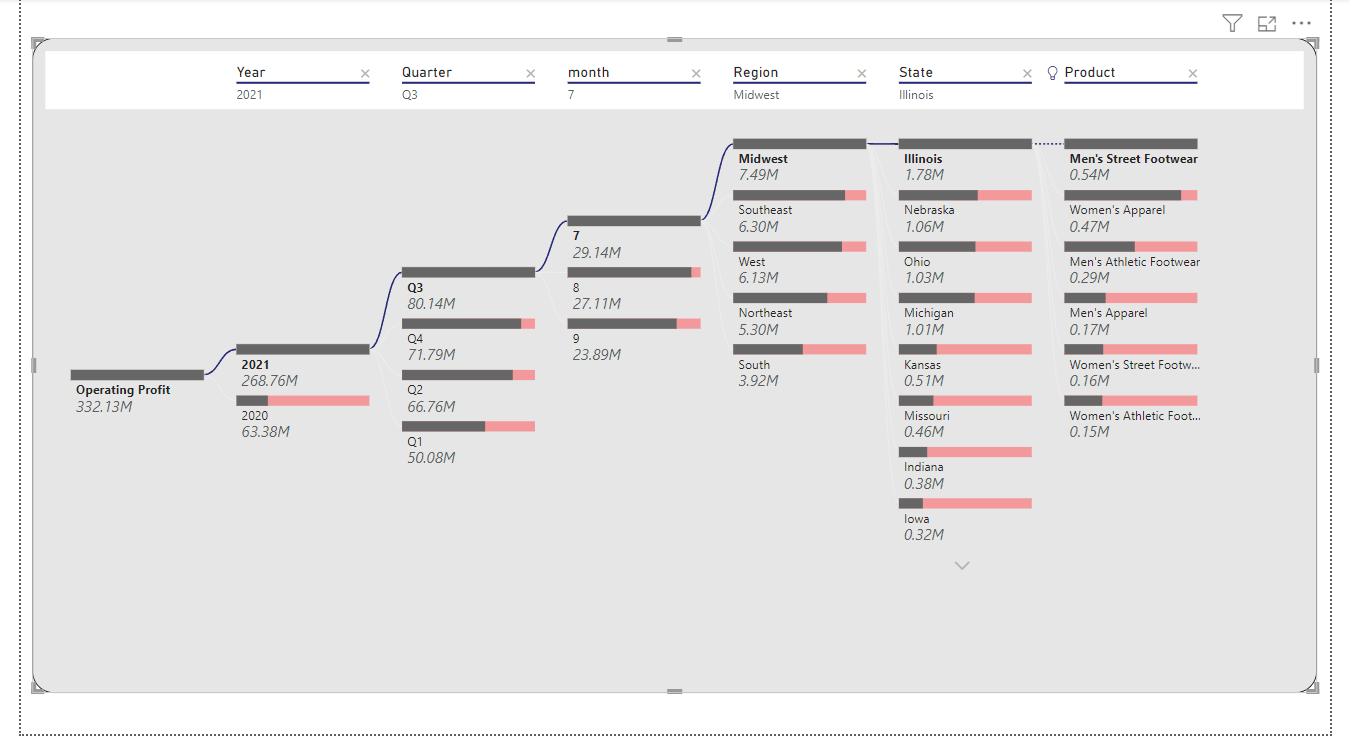 Year
Quarter
month
Region
State
Product
2021
Q3
7
Midwest
Illinois
Operating Profit
332.13M
2021
268.76M
2020
63.38M
Q3
80.14M
Q4
71.79M
Q2
66.76M
Q1
50.08M
7
29.14M
8
27.11M
9
23.89M
Midwest
7.49M
Southeast
6.30M
West
6.13M
Northeast
5.30M
South
3.92M
Illinois
1.78M
Nebraska
1.06M
Ohio
1.03M
Michigan
1.01M
Kansas
0.51M
Missouri
0.46M
Indiana
0.38M
Iowa
0.32M
Men's Street Footwear
0.54M
Women's Apparel
0.47M
Men's Athletic Footwear
0.29M
Men's Apparel
0.17M
Women's Street Footw...
0.16M
Women's Athletic Foot...
0.15M